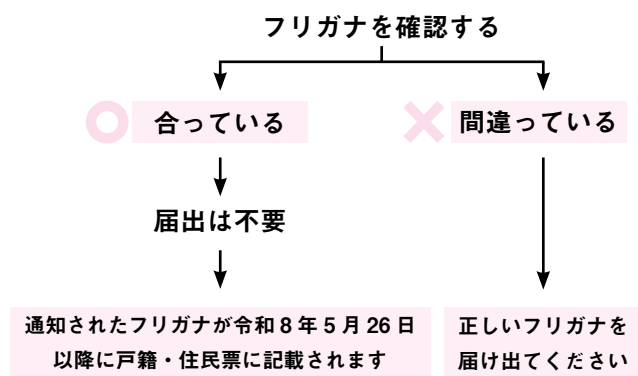 フリガナを確認する
合っている
間違っている
届出は不要
通知されたフリガナが令和８年５月26日
以降に戸籍・住民票に記載されます
正しいフリガナを
届け出てください